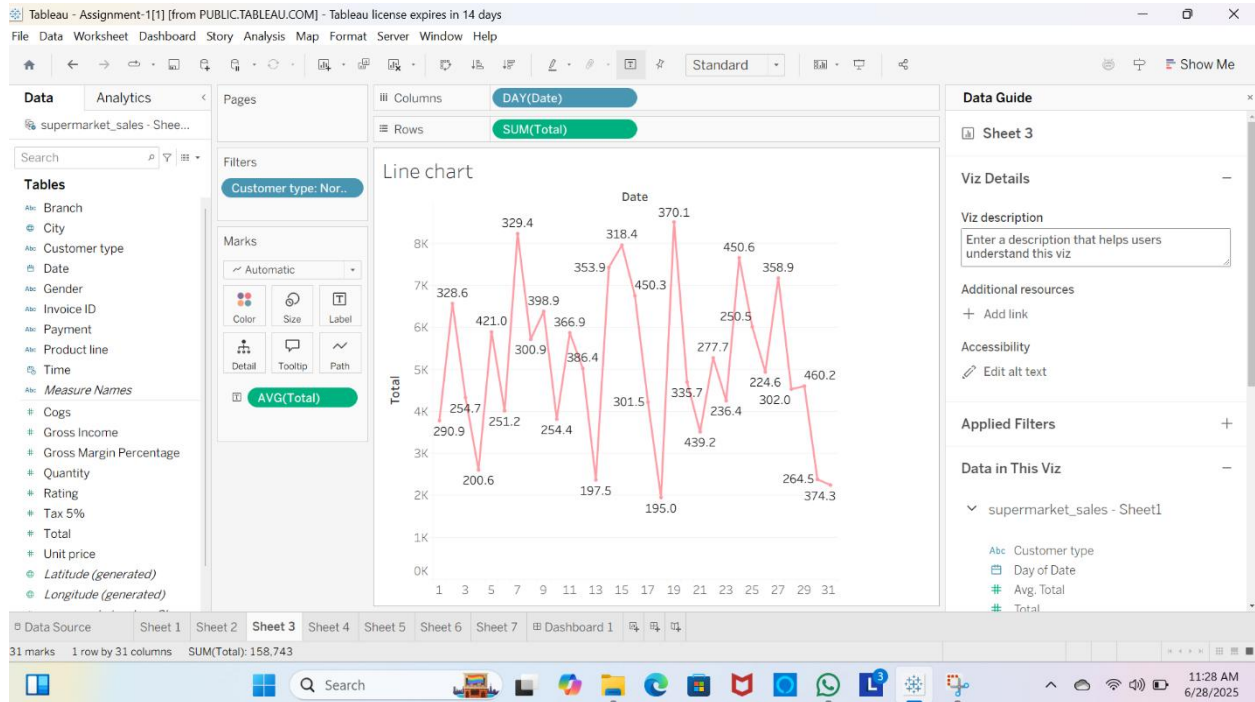 Tableau - Assignment-1[1] [from PUBLIC.TABLEAU.COM] - Tableau license expires in 14 days
File Data Worksheet Dashboard Story Analysis Map Format Server Window Help
Standard
Show Me
Data Analytics
supermarket_sales - Shee...
Search
Tables
Abc Branch
City
Abc Customer type
Date
Abc Gender
Abc Invoice ID
Abc Payment
Abc Product line
Time
Abc Measure Names
# Cogs
# Gross Income
# Gross Margin Percentage
# Quantity
# Rating
# Tax 5%
# Total
# Unit price
Latitude (generated)
Longitude (generated)
Pages
Filters
Customer type: Nor..
Marks
Automatic
Color Size Label
Detail Tooltip Path
AVG(Total)
Columns DAY(Date)
Rows SUM(Total)
Line chart
Date
370.1
329.4
318.4
450.6
8K
353.9
358.9
7K
328.6
450.3
398.9
421.0
366.9
250.5
6K
300.9
386.4
277.7
5K
224.6
460.2
335.7
302.0
Total
301.5
254.7
236.4
4K
251.2
290.9
254.4
439.2
3K
200.6
264.5
197.5
374.3
2K
195.0
1K
0K
1 3 5 7 9 11 13 15 17 19 21 23 25 27 29 31
Data Guide
Sheet 3
Viz Details
Viz description
Enter a description that helps users
understand this viz
Additional resources
+ Add link
Accessibility
Edit alt text
Applied Filters
Data in This Viz
supermarket_sales - Sheet1
Abc Customer type
Day of Date
# Avg. Total
# Total
Data Source Sheet 1 Sheet 2 Sheet 3 Sheet 4 Sheet 5 Sheet 6 Sheet 7 Dashboard 1
31 marks 1 row by 31 columns SUM(Total): 158,743
Search
L 3
11:28 AM
6/28/2025